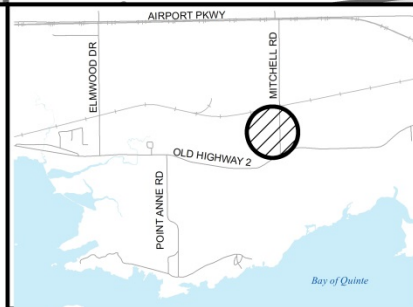 AIRPORT PKWY
ELMWOOD DR
MITCHELL RD
OLD HIGHWAY 2
POINT ANNE RD
Bay of Quinte